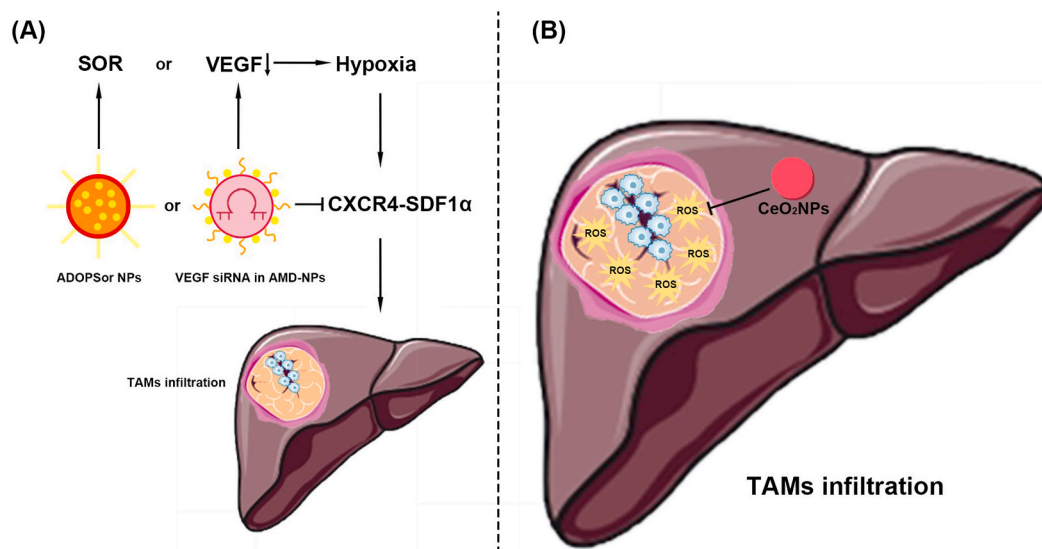 (A)
SOR or VEGF↓ Hypoxia
or CXCR4-SDF1α
ADOPSor NPs VEGF siRNA in AMD-NPs
TAMs infiltration
(B)
ROS
CeO₂NPs
ROS
ROS
ROS
ROS
TAMs infiltration